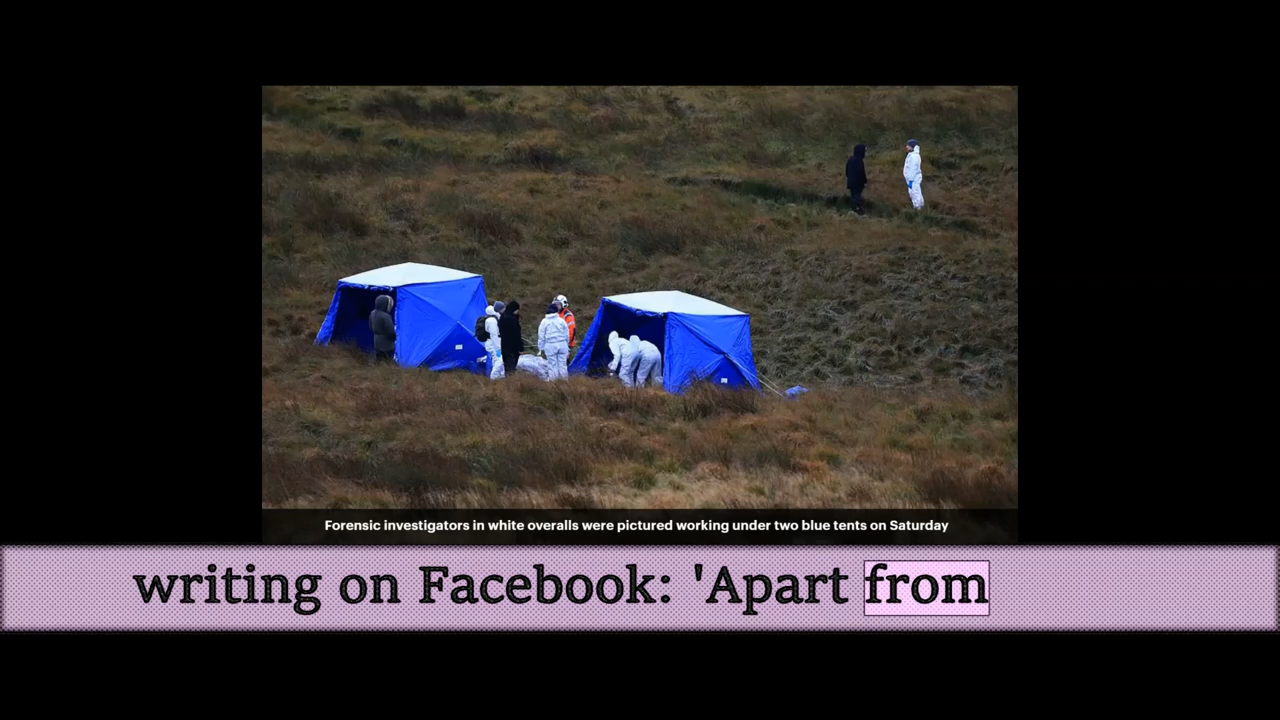 Forensic investigators in white overalls were pictured working under two blue tents on Saturday
writing on Facebook: 'Apart from